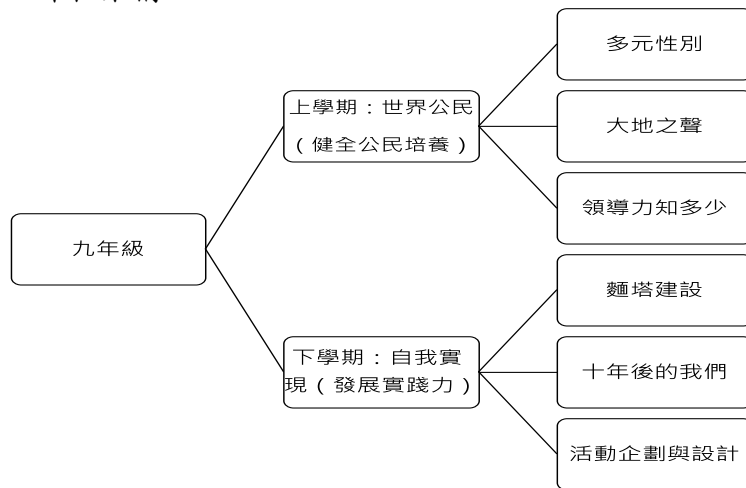 九年級
上學期：世界公民
（健全公民培養）
多元性別
大地之聲
領導力知多少
下學期：自我實
現（發展實踐力）
麵塔建設
十年後的我們
活動企劃與設計